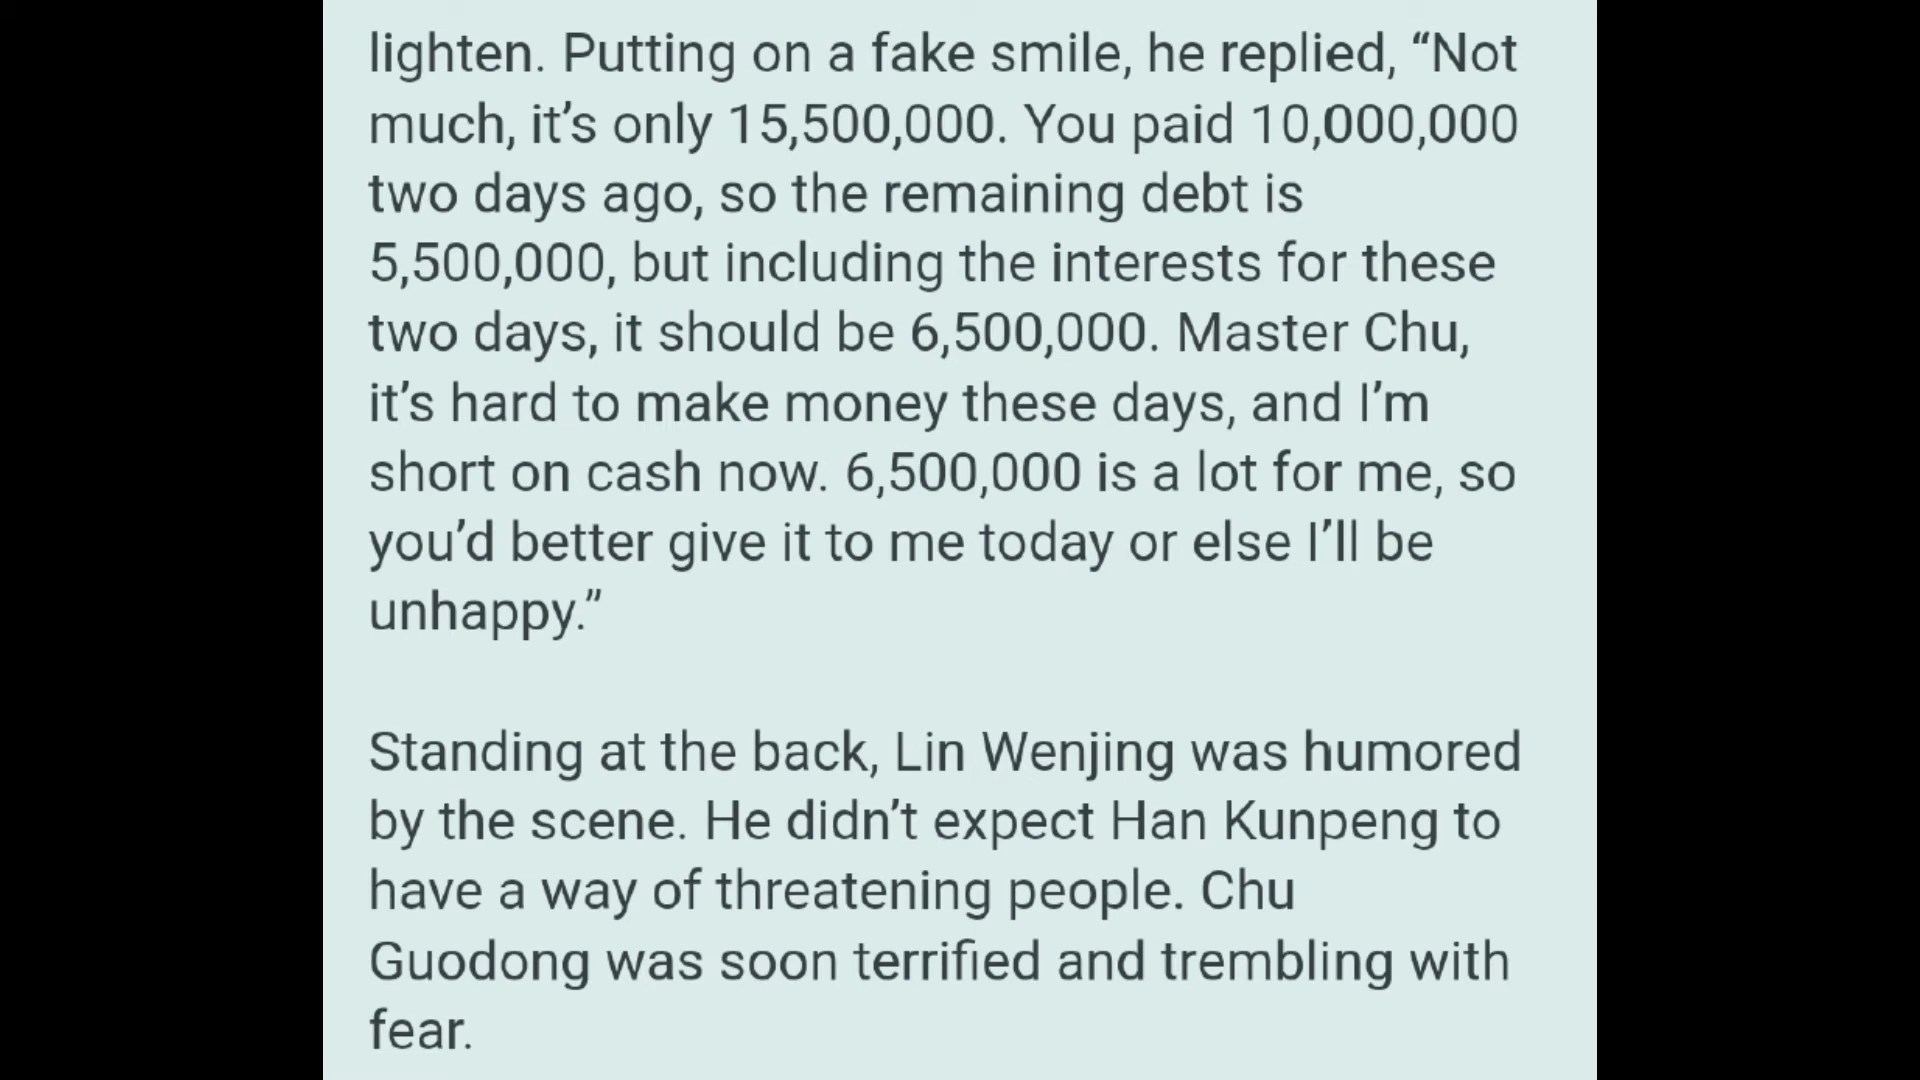 lighten. Putting on a fake smile, he replied, “Not
much, it’s only 15,500,000. You paid 10,000,000
two days ago, so the remaining debt is
5,500,000, but including the interests for these
two days, it should be 6,500,000. Master Chu,
it’s hard to make money these days, and I’m
short on cash now. 6,500,000 is a lot for me, so
you’d better give it to me today or else I’ll be
unhappy.”
Standing at the back, Lin Wenjing was humored
by the scene. He didn’t expect Han Kunpeng to
have a way of threatening people. Chu
Guodong was soon terrified and trembling with
fear.